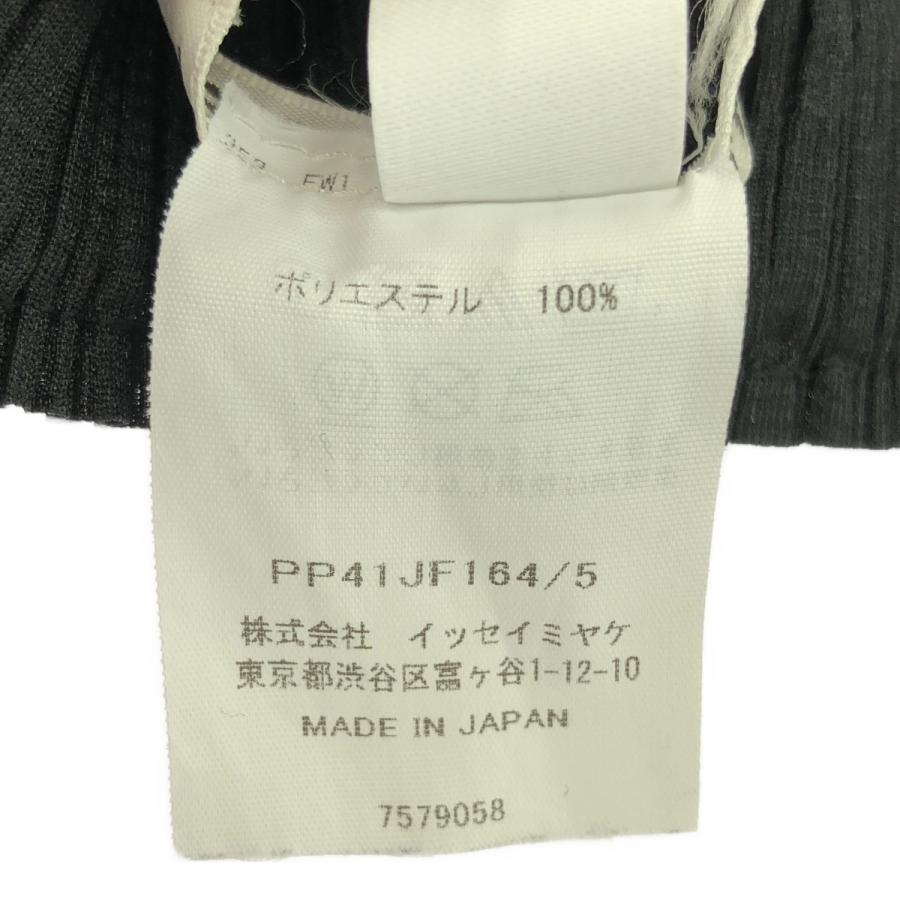 ポリエステル 100%
PP41JF164/5
株式会社 イッセイミヤケ
東京都渋谷区富ヶ谷1-12-10
MADE IN JAPAN
7579058